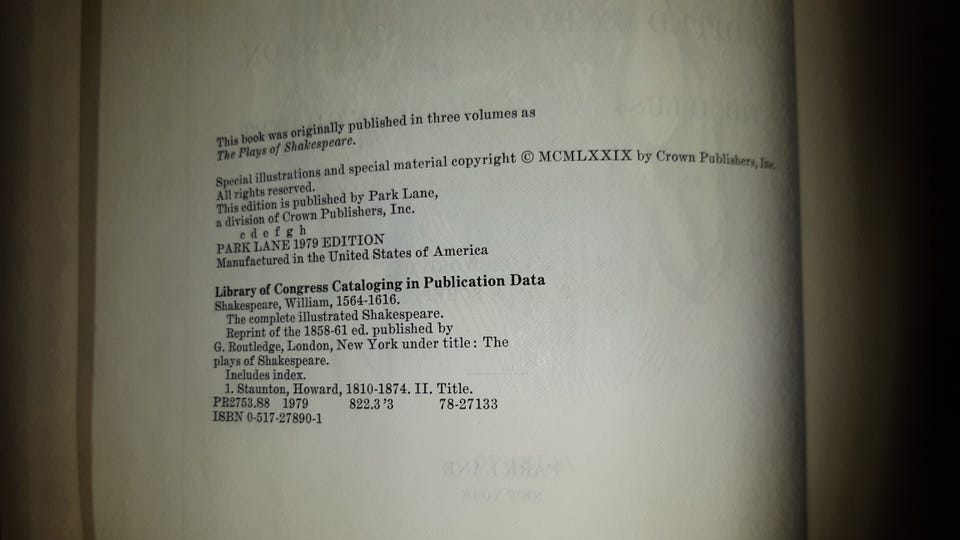 This book was originally published in three volumes as
The Plays of Shakespeare.
Special illustrations and special material copyright © MCMLXXIX by Crown Publishers, Inc.
All rights reserved.
This edition is published by Park Lane,
a division of Crown Publishers, Inc.
c d e f g h
PARK LANE 1979 EDITION
Manufactured in the United States of America
Library of Congress Cataloging in Publication Data
Shakespeare, William, 1564-1616.
The complete illustrated Shakespeare.
Reprint of the 1858-61 ed. published by
G. Routledge, London, New York under title: The
plays of Shakespeare.
Includes index.
1. Staunton, Howard, 1810-1874. II. Title.
PR2753.S8 1979 822.3'3 78-27133
ISBN 0-517-27890-1
PARK LANE
NEW YORK